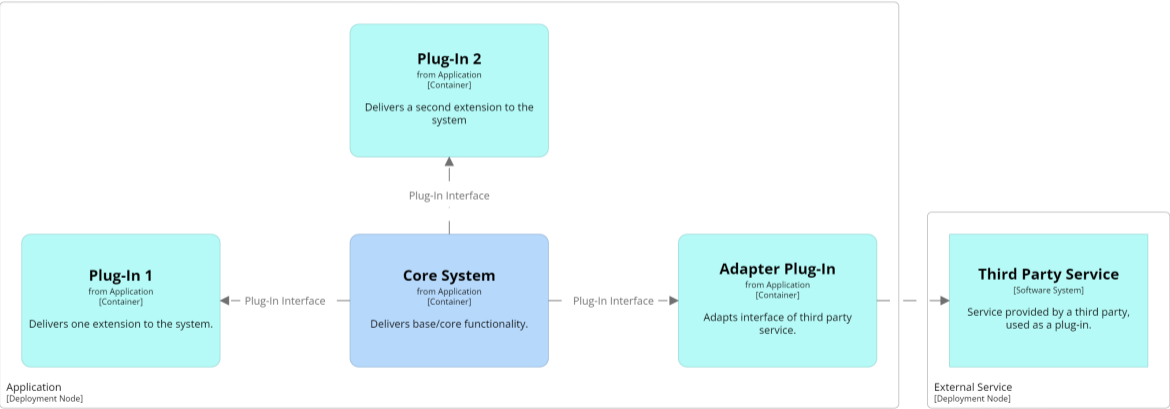 Plug-In 2
from Application
[Container]
Delivers a second extension to the
system
Plug-In Interface
Plug-In 1
from Application
[Container]
Delivers one extension to the system.
Plug-In Interface
Core System
from Application
[Container]
Delivers base/core functionality.
Plug-In Interface
Adapter Plug-In
from Application
[Container]
Adapts interface of third party
service.
Third Party Service
[Software System]
Service provided by a third party,
used as a plug-in.
Application
[Deployment Node]
External Service
[Deployment Node]